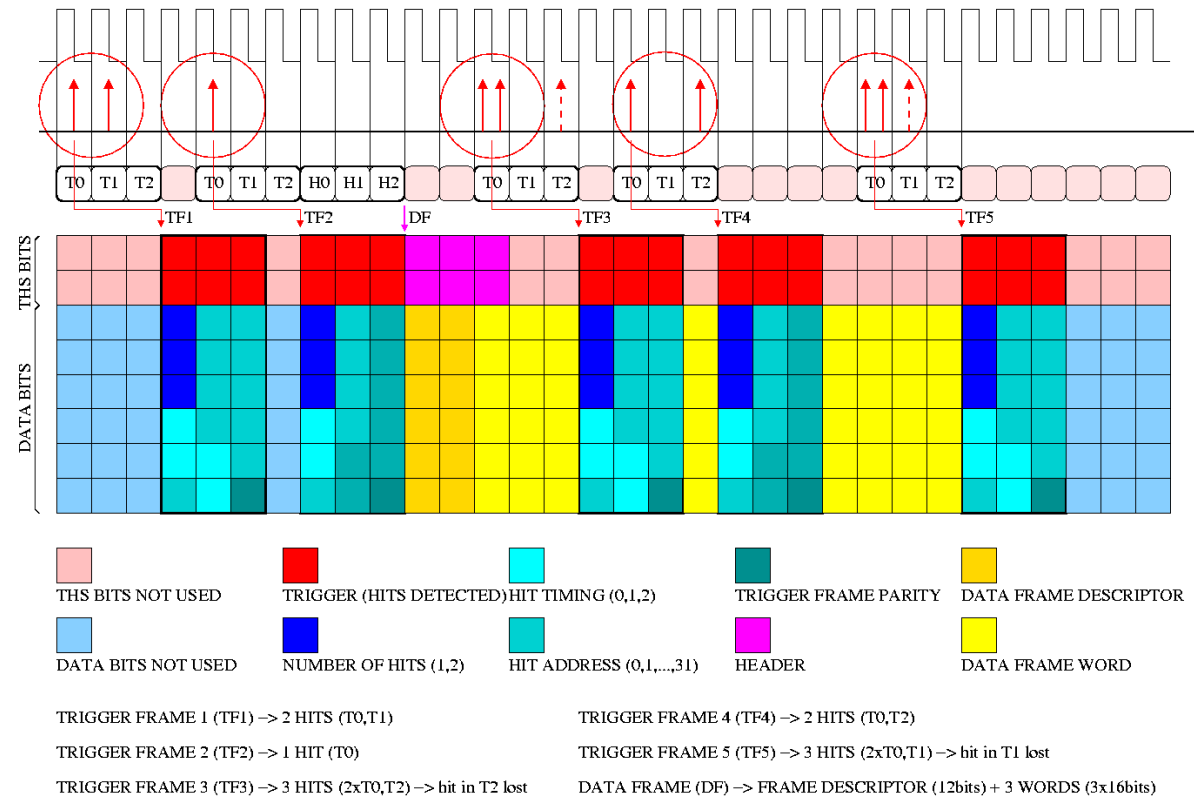 T0 T1 T2 T0 T1 T2 H0 H1 H2 T0 T1 T2 T0 T1 T2 T0 T1 T2
TF1 TF2 DF TF3 TF4 TF5
THS BITS
DATA BITS
THS BITS NOT USED TRIGGER (HITS DETECTED) HIT TIMING (0,1,2) TRIGGER FRAME PARITY DATA FRAME DESCRIPTOR
DATA BITS NOT USED NUMBER OF HITS (1,2) HIT ADDRESS (0,1,...,31) HEADER DATA FRAME WORD
TRIGGER FRAME 1 (TF1) –> 2 HITS (T0,T1)
TRIGGER FRAME 2 (TF2) –> 1 HIT (T0)
TRIGGER FRAME 3 (TF3) –> 3 HITS (2xT0,T2) –> hit in T2 lost
TRIGGER FRAME 4 (TF4) –> 2 HITS (T0,T2)
TRIGGER FRAME 5 (TF5) –> 3 HITS (2xT0,T1) –> hit in T1 lost
DATA FRAME (DF) –> FRAME DESCRIPTOR (12bits) + 3 WORDS (3x16bits)